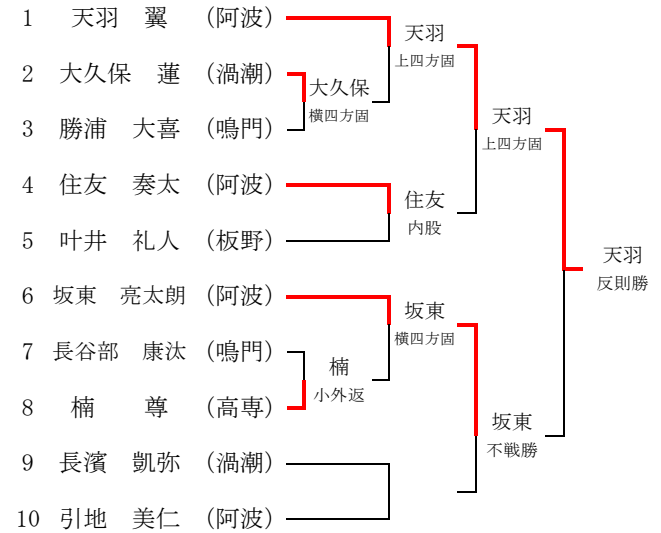 1 天羽 翼 (阿波)
2 大久保 蓮 (渦潮)
3 勝浦 大喜 (鳴門)
4 住友 奏太 (阿波)
5 叶井 礼人 (板野)
6 坂東 亮太朗 (阿波)
7 長谷部 康汰 (鳴門)
8 楠 尊 (高専)
9 長濱 凱弥 (渦潮)
10 引地 美仁 (阿波)
大久保
横四方固
楠
小外返
天羽
上四方固
住友
内股
坂東
横四方固
天羽
上四方固
坂東
不戦勝
天羽
反則勝